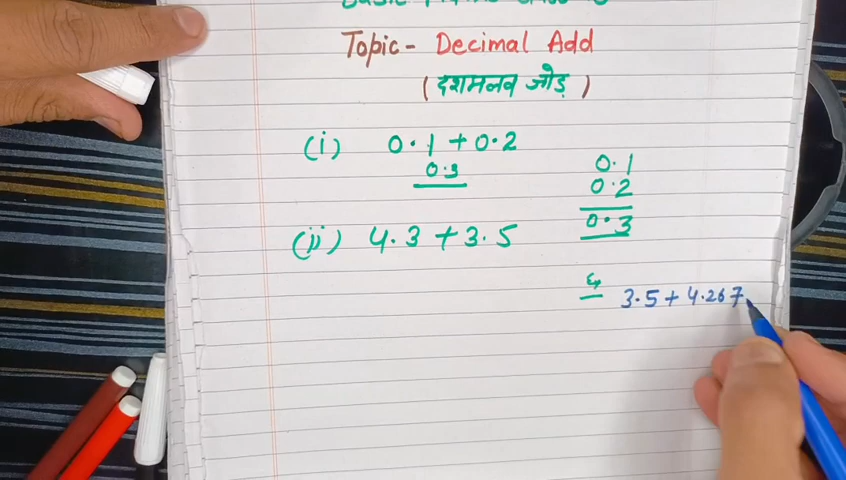 Topic- Decimal Add
(दशमलव जोड़)
(i) 0.1 + 0.2
0.3
0.1
0.2
0.3
(ii) 4.3 + 3.5
3.5 + 4.267